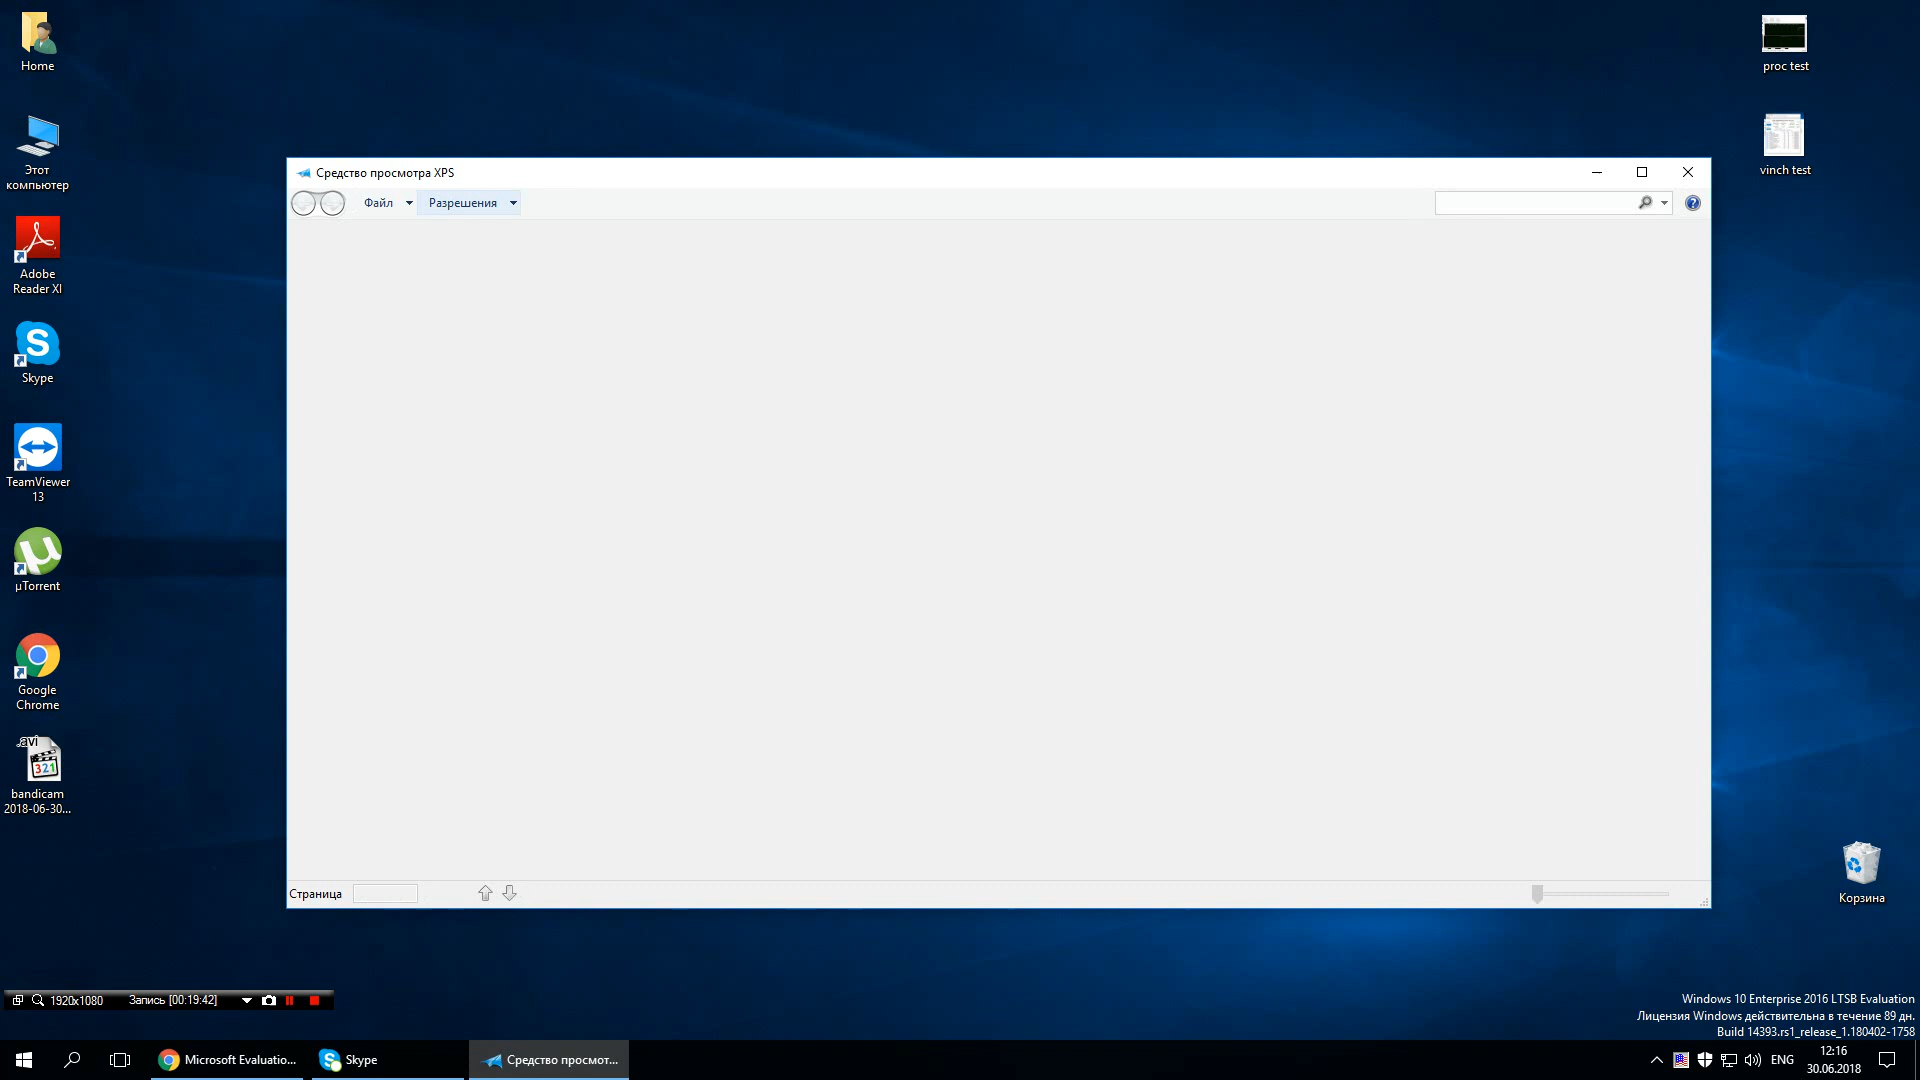 Home
Этот
компьютер
Adobe
Reader XI
Skype
TeamViewer
13
µTorrent
Google
Chrome
.avi
321
bandicam
2018-06-30...
proc test
vinch test
Средство просмотра XPS
Файл
Разрешения
Страница
Корзина
1920x1080
Запись [00:19:42]
Windows 10 Enterprise 2016 LTSB Evaluation
Лицензия Windows действительна в течение 89 дн.
Build 14393.rs1_release_1.180402-1758
Microsoft Evaluatio...
Skype
Средство просмот...
ENG
12:16
30.06.2018